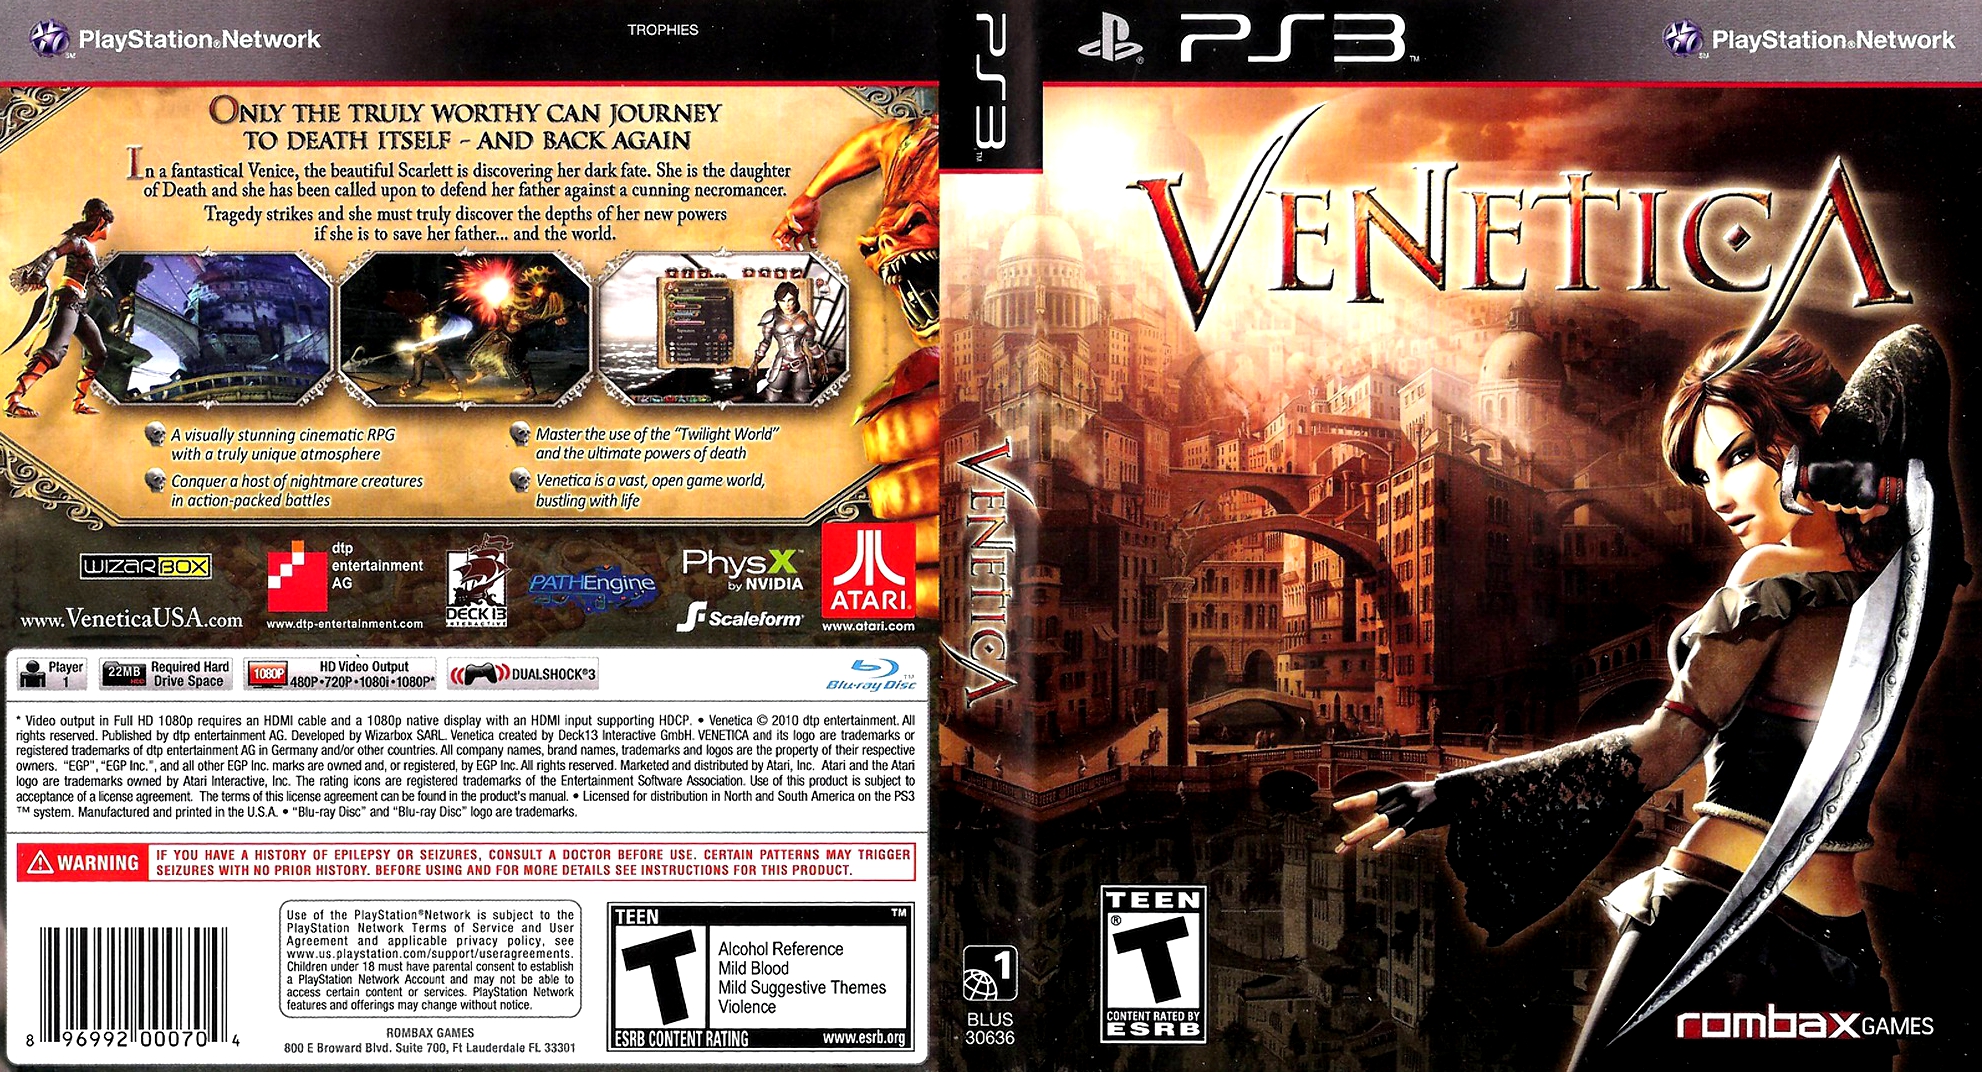 PlayStation®Network
TROPHIES
ONLY THE TRULY WORTHY CAN JOURNEY
TO DEATH ITSELF - AND BACK AGAIN
In a fantastical Venice, the beautiful Scarlett is discovering her dark fate. She is the daughter
of Death and she has been called upon to defend her father against a cunning necromancer.
Tragedy strikes and she must truly discover the depths of her new powers
if she is to save her father... and the world.
A visually stunning cinematic RPG
with a truly unique atmosphere
Conquer a host of nightmare creatures
in action-packed battles
Master the use of the "Twilight World"
and the ultimate powers of death
Venetica is a vast, open game world,
bustling with life
WIZARBOX
www.VeneticaUSA.com
dtp
entertainment
AG
www.dtp-entertainment.com
DECK13
INTERACTIVE
PATHEngine
PhysX™
by NVIDIA
Scaleform®
ATARI®
www.atari.com
Player
1
22MB
HDD
Required Hard
Drive Space
1080P
HD Video Output
480P•720P•1080i•1080P*
DUALSHOCK®3
Blu-ray Disc™
* Video output in Full HD 1080p requires an HDMI cable and a 1080p native display with an HDMI input supporting HDCP. • Venetica © 2010 dtp entertainment. All
rights reserved. Published by dtp entertainment AG. Developed by Wizarbox SARL. Venetica created by Deck13 Interactive GmbH. VENETICA and its logo are trademarks or
registered trademarks of dtp entertainment AG in Germany and/or other countries. All company names, brand names, trademarks and logos are the property of their respective
owners. "EGP", "EGP Inc.", and all other EGP Inc. marks are owned and, or registered, by EGP Inc. All rights reserved. Marketed and distributed by Atari, Inc. Atari and the Atari
logo are trademarks owned by Atari Interactive, Inc. The rating icons are registered trademarks of the Entertainment Software Association. Use of this product is subject to
acceptance of a license agreement. The terms of this license agreement can be found in the product's manual. • Licensed for distribution in North and South America on the PS3
™ system. Manufactured and printed in the U.S.A. • "Blu-ray Disc" and "Blu-ray Disc" logo are trademarks.
WARNING
IF YOU HAVE A HISTORY OF EPILEPSY OR SEIZURES, CONSULT A DOCTOR BEFORE USE. CERTAIN PATTERNS MAY TRIGGER
SEIZURES WITH NO PRIOR HISTORY. BEFORE USING AND FOR MORE DETAILS SEE INSTRUCTIONS FOR THIS PRODUCT.
8 96992 00070 4
Use of the PlayStation®Network is subject to the
PlayStation Network Terms of Service and User
Agreement and applicable privacy policy, see
www.us.playstation.com/support/useragreements.
Children under 18 must have parental consent to establish
a PlayStation Network Account and may not be able to
access certain content or services. PlayStation Network
features and offerings may change without notice.
ROMBAX GAMES
800 E Broward Blvd. Suite 700, Ft Lauderdale FL 33301
TEEN ™
T
Alcohol Reference
Mild Blood
Mild Suggestive Themes
Violence
ESRB CONTENT RATING www.esrb.org
PS3™
VENETICA
1
BLUS
30636
PS3™
PlayStation®Network
VENETICA
TEEN
®
T
CONTENT RATED BY
ESRB
rombax GAMES